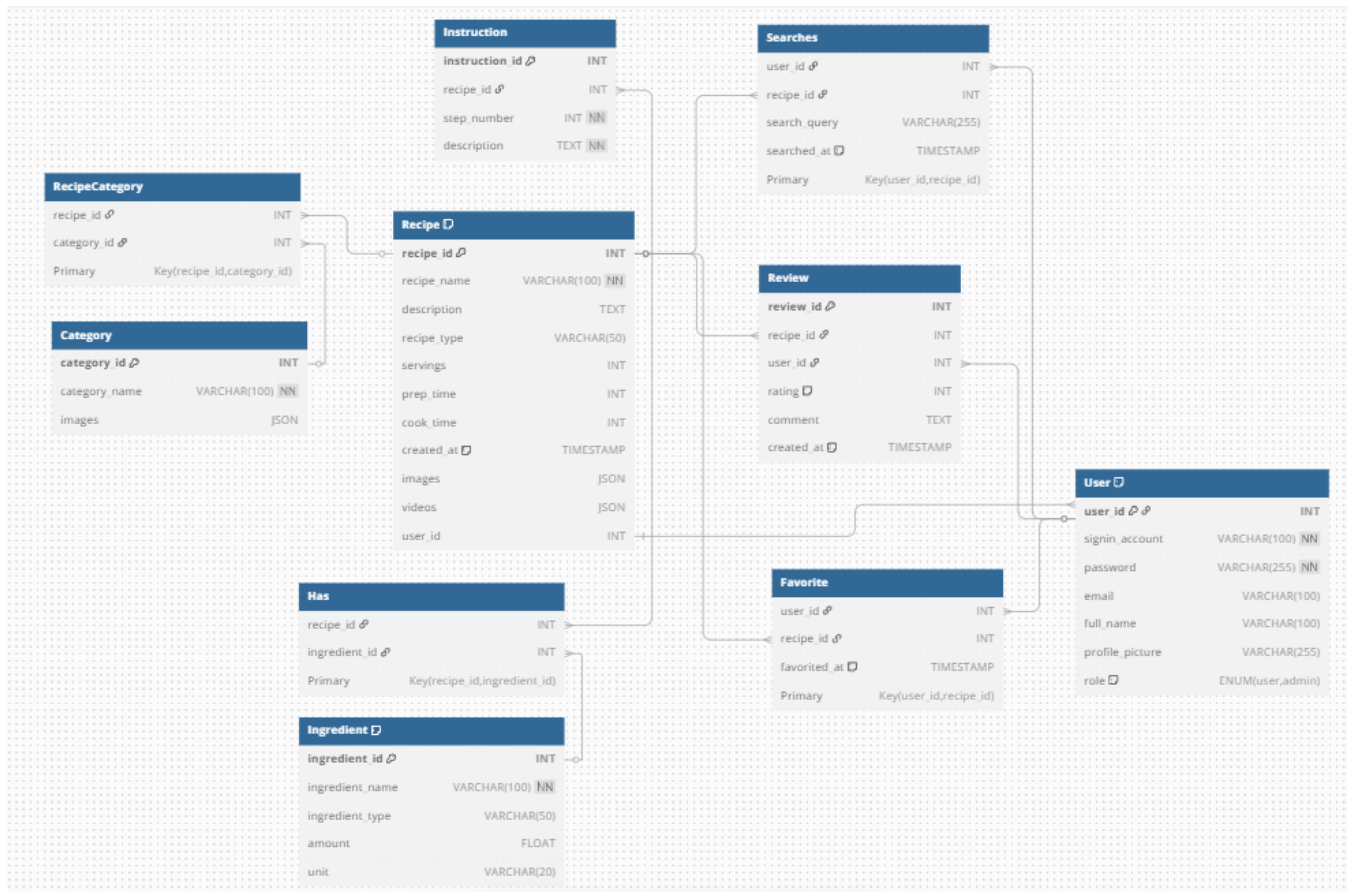 Instruction
instruction_id INT
recipe_id INT
step_number INT NN
description TEXT NN
Searches
user_id INT
recipe_id INT
search_query VARCHAR(255)
searched_at TIMESTAMP
Primary Key(user_id,recipe_id)
RecipeCategory
recipe_id INT
category_id INT
Primary Key(recipe_id,category_id)
Recipe
recipe_id INT
recipe_name VARCHAR(100) NN
description TEXT
recipe_type VARCHAR(50)
servings INT
prep_time INT
cook_time INT
created_at TIMESTAMP
images JSON
videos JSON
user_id INT
Review
review_id INT
recipe_id INT
user_id INT
rating INT
comment TEXT
created_at TIMESTAMP
Category
category_id INT
category_name VARCHAR(100) NN
images JSON
User
user_id INT
signin_account VARCHAR(100) NN
password VARCHAR(255) NN
email VARCHAR(100)
full_name VARCHAR(100)
profile_picture VARCHAR(255)
role ENUM(user,admin)
Has
recipe_id INT
ingredient_id INT
Primary Key(recipe_id,ingredient_id)
Favorite
user_id INT
recipe_id INT
favorited_at TIMESTAMP
Primary Key(user_id,recipe_id)
Ingredient
ingredient_id INT
ingredient_name VARCHAR(100) NN
ingredient_type VARCHAR(50)
amount FLOAT
unit VARCHAR(20)